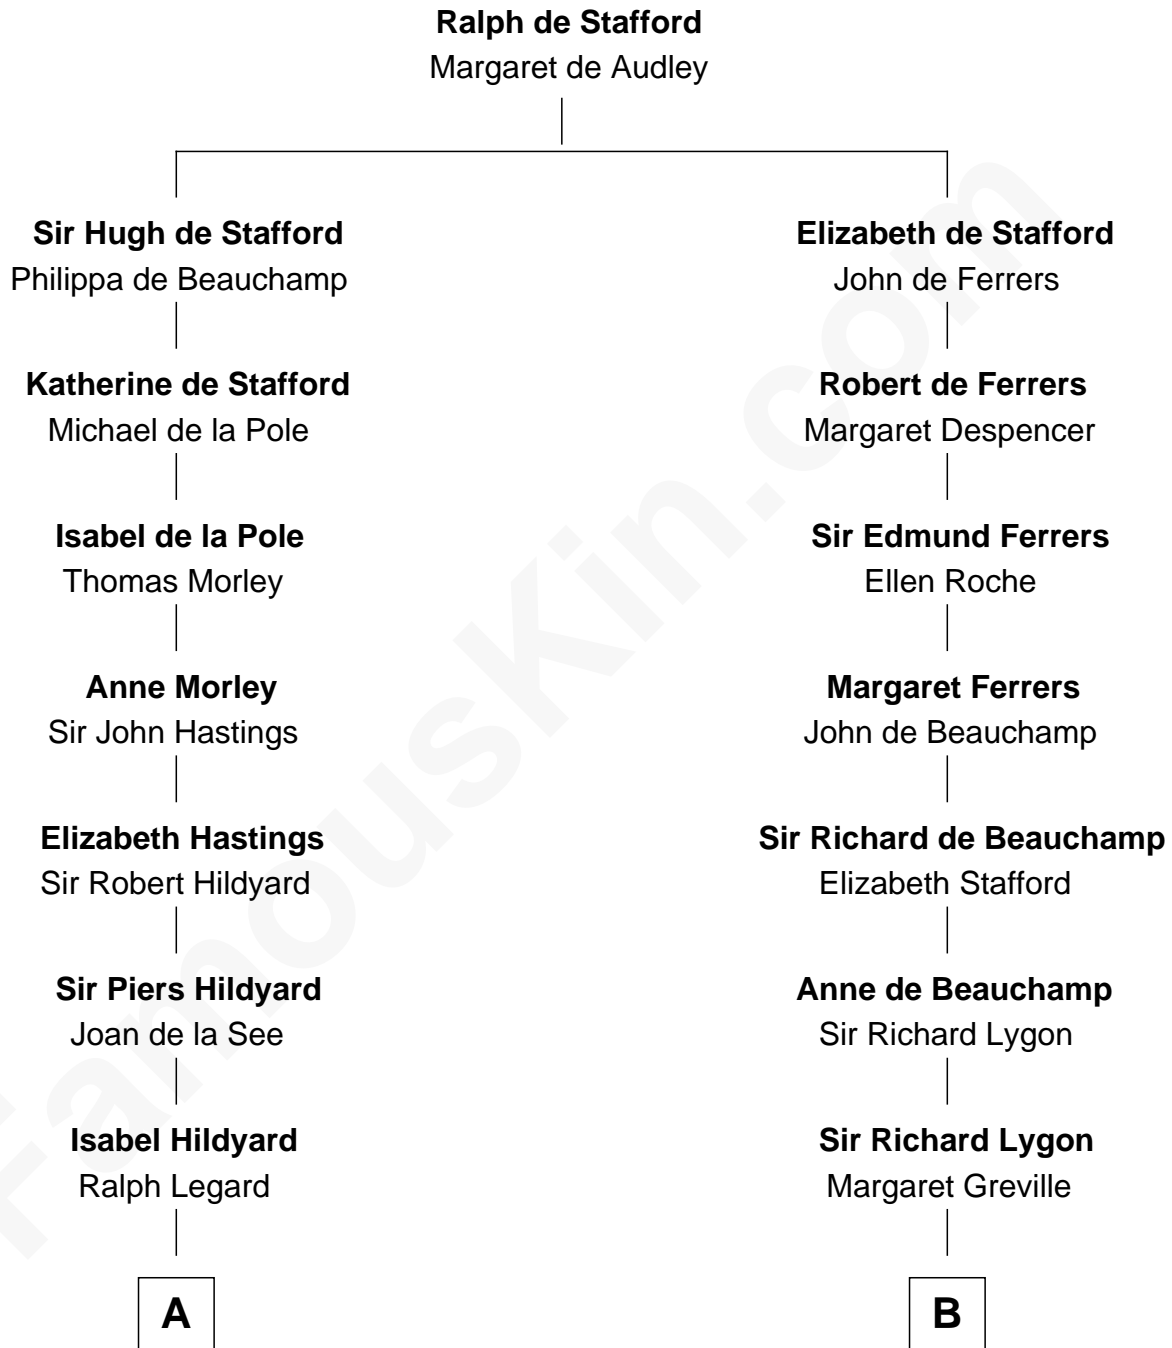 Ralph de Stafford
Margaret de Audley
Sir Hugh de Stafford
Philippa de Beauchamp
Katherine de Stafford
Michael de la Pole
Isabel de la Pole
Thomas Morley
Anne Morley
Sir John Hastings
Elizabeth Hastings
Sir Robert Hildyard
Sir Piers Hildyard
Joan de la See
Isabel Hildyard
Ralph Legard
A
Elizabeth de Stafford
John de Ferrers
Robert de Ferrers
Margaret Despencer
Sir Edmund Ferrers
Ellen Roche
Margaret Ferrers
John de Beauchamp
Sir Richard de Beauchamp
Elizabeth Stafford
Anne de Beauchamp
Sir Richard Lygon
Sir Richard Lygon
Margaret Greville
B
FamousKin.com